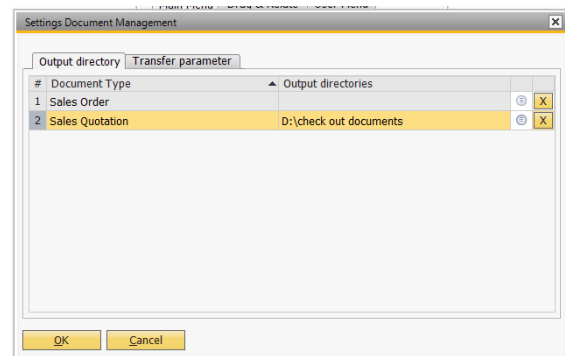 Main Menu Drag & Relate User Menu
Settings Document Management X
Output directory Transfer parameter
# Document Type Output directories
1 Sales Order X
2 Sales Quotation D:\check out documents X
OK Cancel